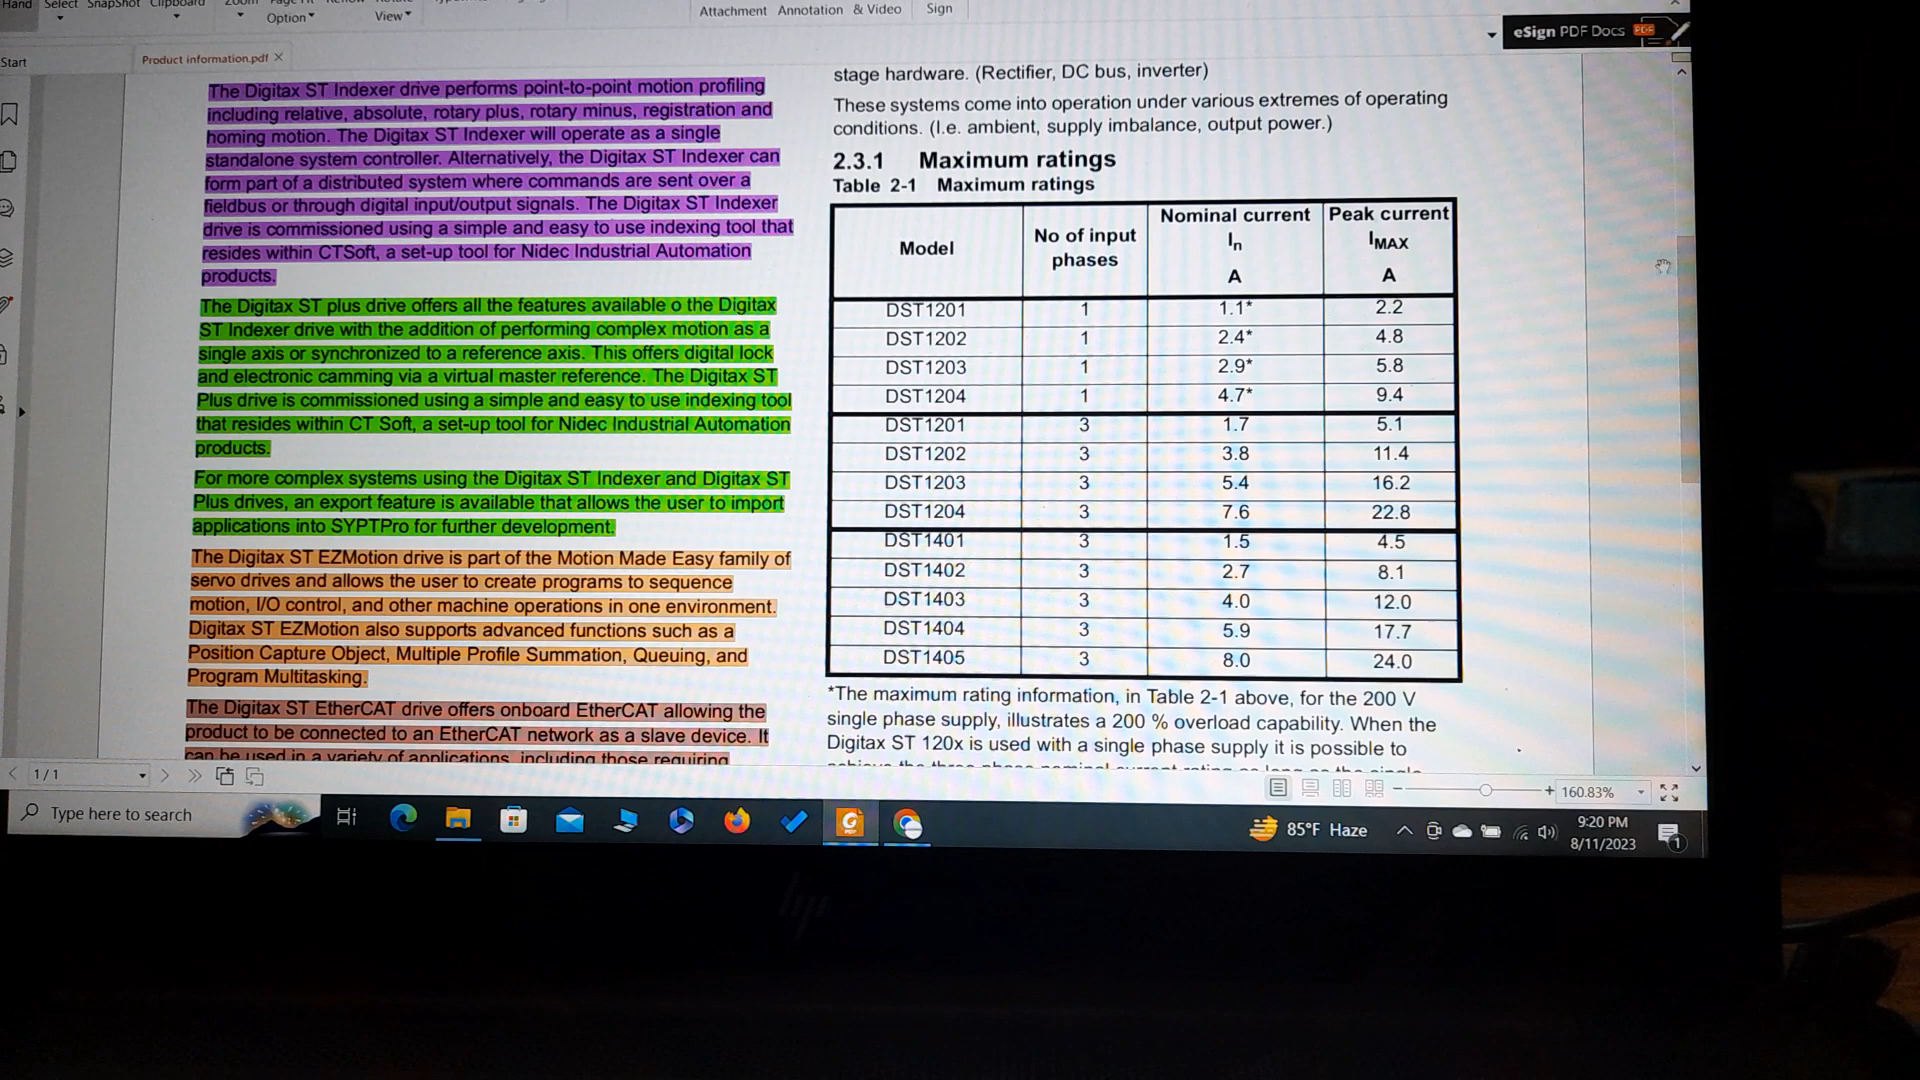 Hand Select SnapShot Clipboard
Option View
Attachment Annotation & Video Sign
eSign PDF Docs
Start
Product information.pdf
The Digitax ST Indexer drive performs point-to-point motion profiling
including relative, absolute, rotary plus, rotary minus, registration and
homing motion. The Digitax ST Indexer will operate as a single
standalone system controller. Alternatively, the Digitax ST Indexer can
form part of a distributed system where commands are sent over a
fieldbus or through digital input/output signals. The Digitax ST Indexer
drive is commissioned using a simple and easy to use indexing tool that
resides within CTSoft, a set-up tool for Nidec Industrial Automation
products.
The Digitax ST plus drive offers all the features available o the Digitax
ST Indexer drive with the addition of performing complex motion as a
single axis or synchronized to a reference axis. This offers digital lock
and electronic camming via a virtual master reference. The Digitax ST
Plus drive is commissioned using a simple and easy to use indexing tool
that resides within CT Soft, a set-up tool for Nidec Industrial Automation
products.
For more complex systems using the Digitax ST Indexer and Digitax ST
Plus drives, an export feature is available that allows the user to import
applications into SYPTPro for further development.
The Digitax ST EZMotion drive is part of the Motion Made Easy family of
servo drives and allows the user to create programs to sequence
motion, I/O control, and other machine operations in one environment.
Digitax ST EZMotion also supports advanced functions such as a
Position Capture Object, Multiple Profile Summation, Queuing, and
Program Multitasking.
The Digitax ST EtherCAT drive offers onboard EtherCAT allowing the
product to be connected to an EtherCAT network as a slave device. It
can be used in a variety of applications, including those requiring
stage hardware. (Rectifier, DC bus, inverter)
These systems come into operation under various extremes of operating
conditions. (I.e. ambient, supply imbalance, output power.)
2.3.1 Maximum ratings
Table 2-1 Maximum ratings
Model No of input phases Nominal current In A Peak current IMAX A
DST1201 1 1.1* 2.2
DST1202 1 2.4* 4.8
DST1203 1 2.9* 5.8
DST1204 1 4.7* 9.4
DST1201 3 1.7 5.1
DST1202 3 3.8 11.4
DST1203 3 5.4 16.2
DST1204 3 7.6 22.8
DST1401 3 1.5 4.5
DST1402 3 2.7 8.1
DST1403 3 4.0 12.0
DST1404 3 5.9 17.7
DST1405 3 8.0 24.0
*The maximum rating information, in Table 2-1 above, for the 200 V
single phase supply, illustrates a 200 % overload capability. When the
Digitax ST 120x is used with a single phase supply it is possible to
1 / 1
160.83%
Type here to search
85°F Haze
9:20 PM
8/11/2023
1
hp